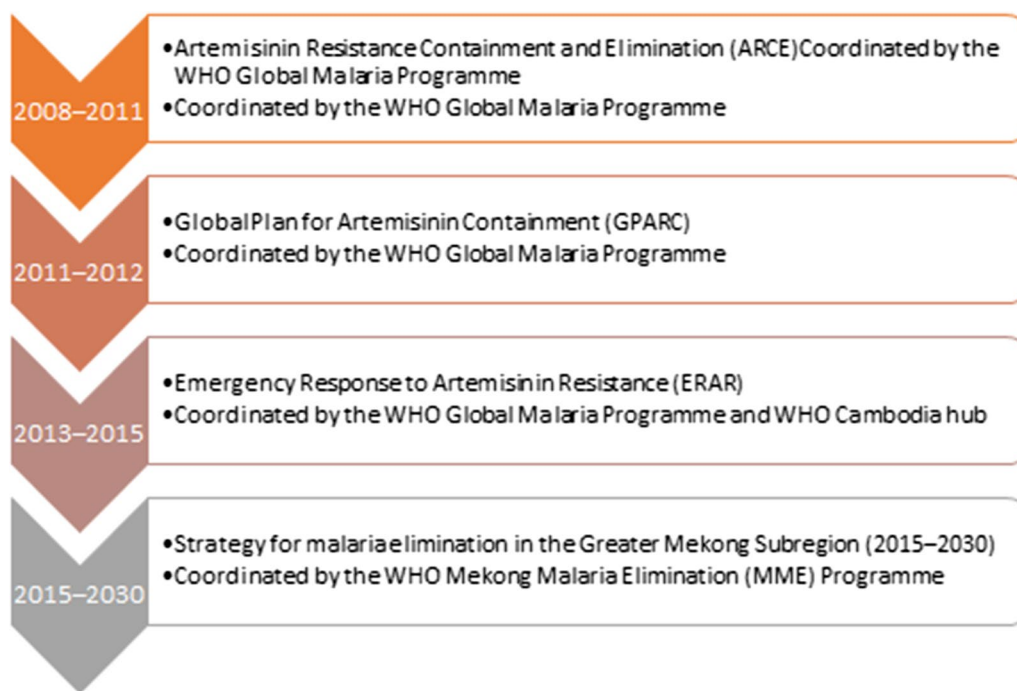 2008–2011
•Artemisinin Resistance Containment and Elimination (ARCE)Coordinated by the
WHO Global Malaria Programme
•Coordinated by the WHO Global Malaria Programme
2011–2012
•Global Plan for Artemisinin Containment (GPARC)
•Coordinated by the WHO Global Malaria Programme
2013–2015
•Emergency Response to Artemisinin Resistance (ERAR)
•Coordinated by the WHO Global Malaria Programme and WHO Cambodia hub
2015–2030
•Strategy for malaria elimination in the Greater Mekong Subregion (2015–2030)
•Coordinated by the WHO Mekong Malaria Elimination (MME) Programme